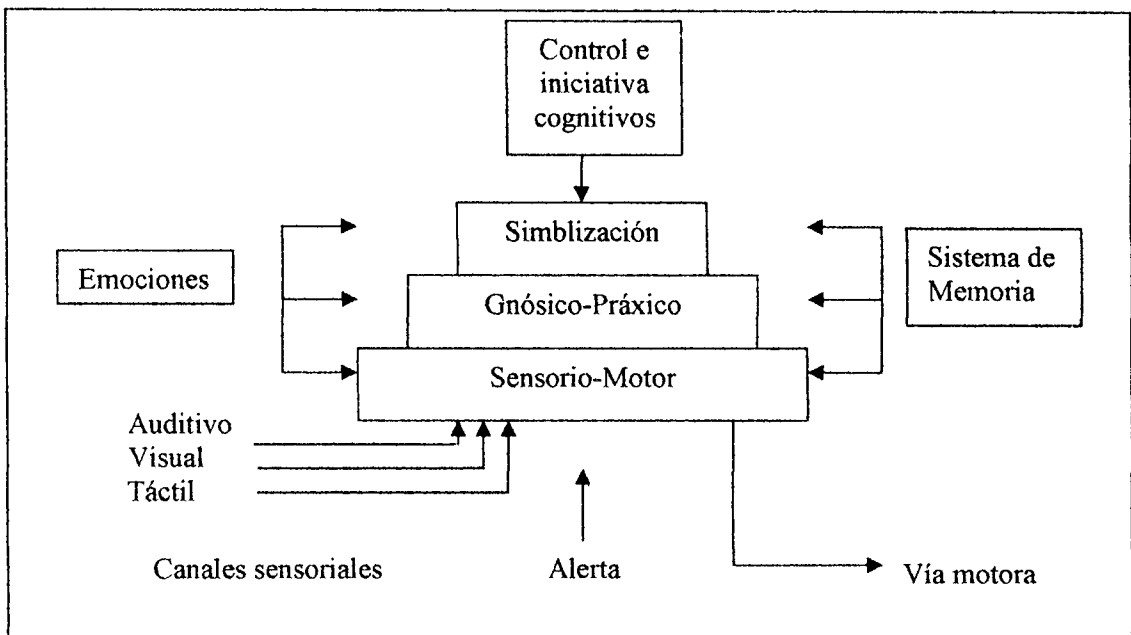 Control e
iniciativa
cognitivos
Simblización
Emociones
Gnósico-Práxico
Sistema de
Memoria
Sensorio-Motor
Auditivo
Visual
Táctil
Canales sensoriales
Alerta
Vía motora